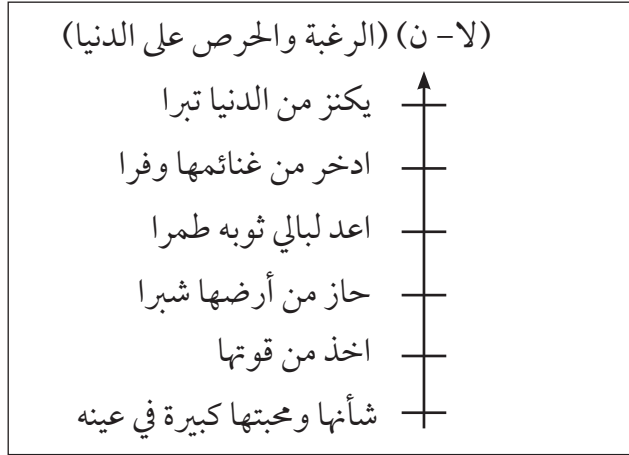 (لا- ن) (الرغبة والحرص على الدنيا)
يكنز من الدنيا تبرا
ادخر من غنائمها وفرا
اعد لبالي ثوبه طمرا
حاز من أرضها شبرا
اخذ من قوتها
شأنها ومحبتها كبيرة في عينه